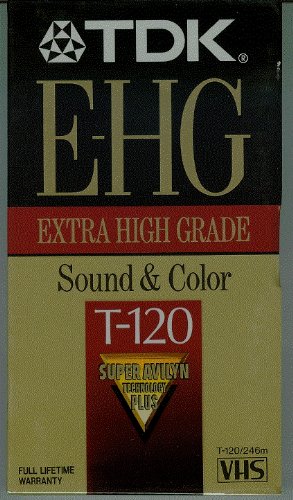 TDK®
E-HG
EXTRA HIGH GRADE
Sound & Color
T-120
SUPER AVILYN
TECHNOLOGY
PLUS
T-120/246m
FULL LIFETIME
WARRANTY
VHS